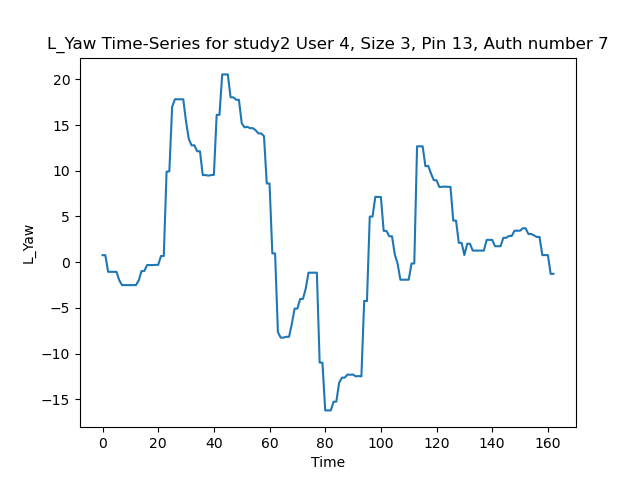 L_Yaw Time-Series for study2 User 4, Size 3, Pin 13, Auth number 7
20
15
10
5
0
−5
−10
−15
L_Yaw
0 20 40 60 80 100 120 140 160
Time